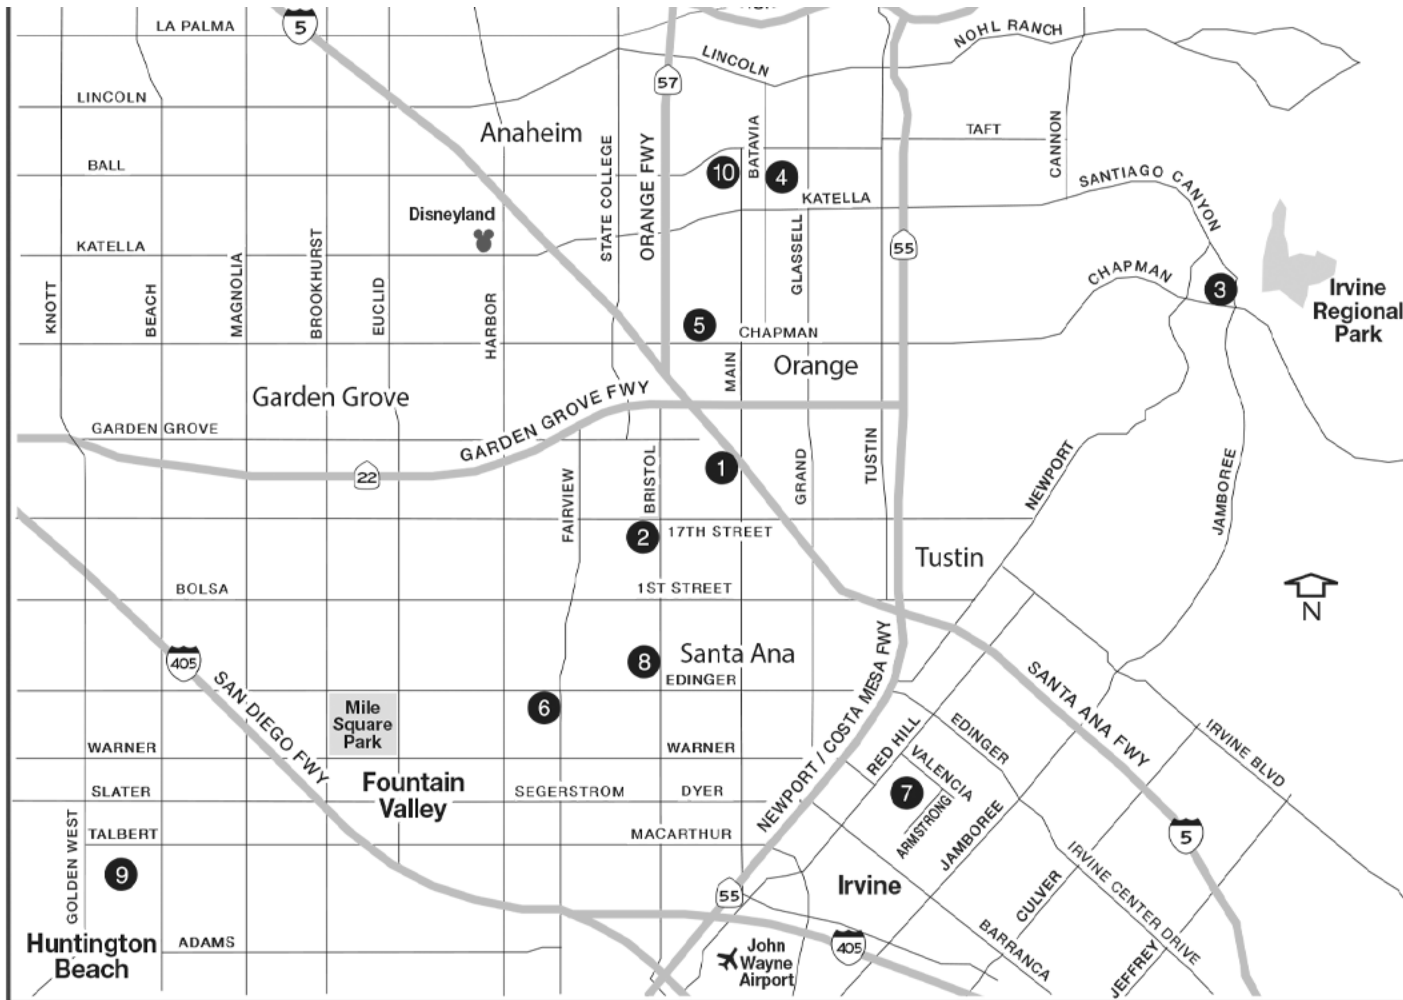 LA PALMA
5
NOHL RANCH
LINCOLN
57
LINCOLN
Anaheim
TAFT
CANNON
BATAVIA
STATE COLLEGE
ORANGE FWY
BALL
10
4
SANTIAGO CANYON
KATELLA
Disneyland
KATELLA
GLASSELL
55
CHAPMAN
3
Irvine
Regional
Park
KNOTT
BEACH
MAGNOLIA
BROOKHURST
EUCLID
HARBOR
5
CHAPMAN
MAIN
Orange
Garden Grove
GARDEN GROVE FWY
GARDEN GROVE
22
FAIRVIEW
BRISTOL
1
GRAND
TUSTIN
NEWPORT
JAMBOREE
2
17TH STREET
Tustin
BOLSA
1ST STREET
N
405
SAN DIEGO FWY
8
Santa Ana
EDINGER
NEWPORT / COSTA MESA FWY
SANTA ANA FWY
6
Mile
Square
Park
WARNER
WARNER
RED HILL
EDINGER
IRVINE BLVD
VALENCIA
7
ARMSTRONG
JAMBOREE
Fountain
Valley
SLATER
SEGERSTROM
DYER
5
GOLDEN WEST
TALBERT
MACARTHUR
9
Irvine
55
CULVER
IRVINE CENTER DRIVE
BARRANCA
JEFFREY
Huntington
Beach
ADAMS
John
Wayne
Airport
405